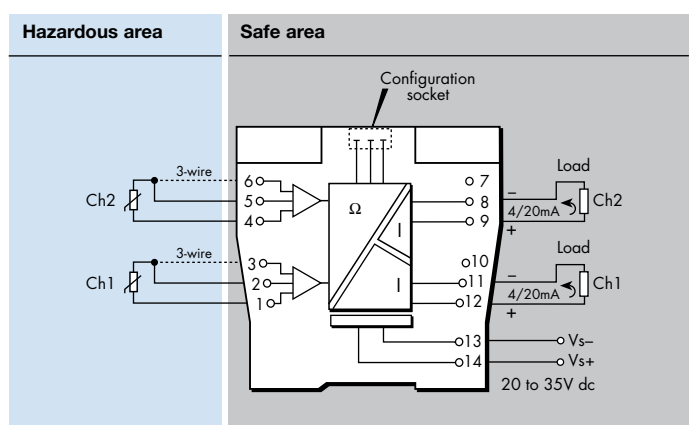 Hazardous area
Safe area
Configuration
socket
3-wire
6
5
4
Ch2
Ω
7
8
9
–
4/20mA
+
Load
Ch2
3-wire
3
2
1
Ch1
I
I
10
11
12
–
4/20mA
+
Load
Ch1
13
Vs–
14
Vs+
20 to 35V dc